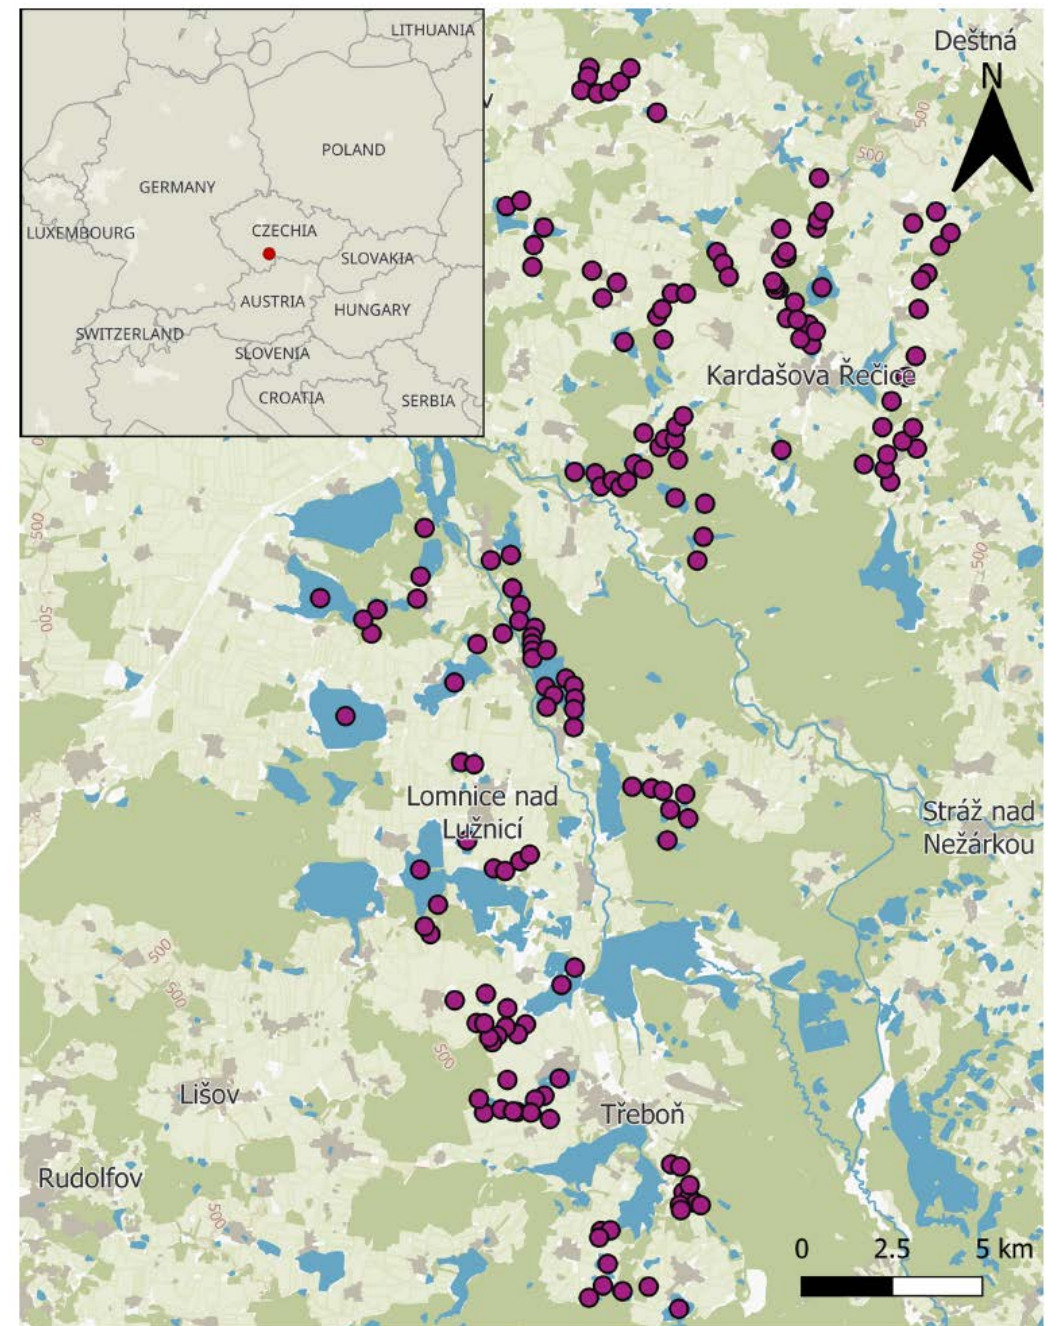 LITHUANIA
POLAND
GERMANY
LUXEMBOURG
CZECHIA
SLOVAKIA
AUSTRIA
HUNGARY
SWITZERLAND
SLOVENIA
CROATIA
SERBIA
v
Deštná
N
500
500
Kardašova Řečice
500
500
500
Lomnice nad
Lužnicí
Stráž nad
Nežárkou
500
500
500
Lišov
Třeboň
Rudolfov
500
0 2.5 5 km